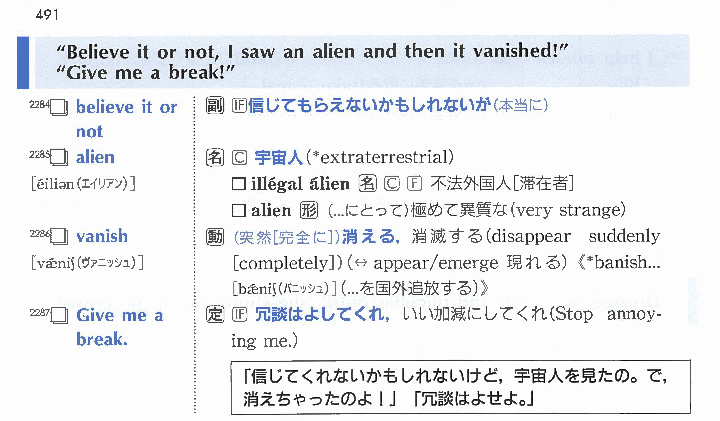 491
“Believe it or not, I saw an alien and then it vanished!”
“Give me a break!”
2284 □ believe it or not
副 IF 信じてもらえないかもしれないが(本当に)
2285 □ alien
[éiliən(エイリアン)]
名 C 宇宙人(*extraterrestrial)
□ illégal álien 名 C F 不法外国人[滞在者]
□ alien 形 (…にとって)極めて異質な(very strange)
2286 □ vanish
[vǽniʃ(ヴァニッシュ)]
動 (突然[完全に])消える, 消滅する(disappear suddenly
[completely])(↔ appear/emerge 現れる)《*banish...
[bǽniʃ(バニッシュ)](…を国外追放する)》
2287 □ Give me a break.
定 IF 冗談はよしてくれ, いい加減にしてくれ(Stop annoy-
ing me.)
「信じてくれないかもしれないけど,宇宙人を見たの。で,
消えちゃったのよ!」「冗談はよせよ。」